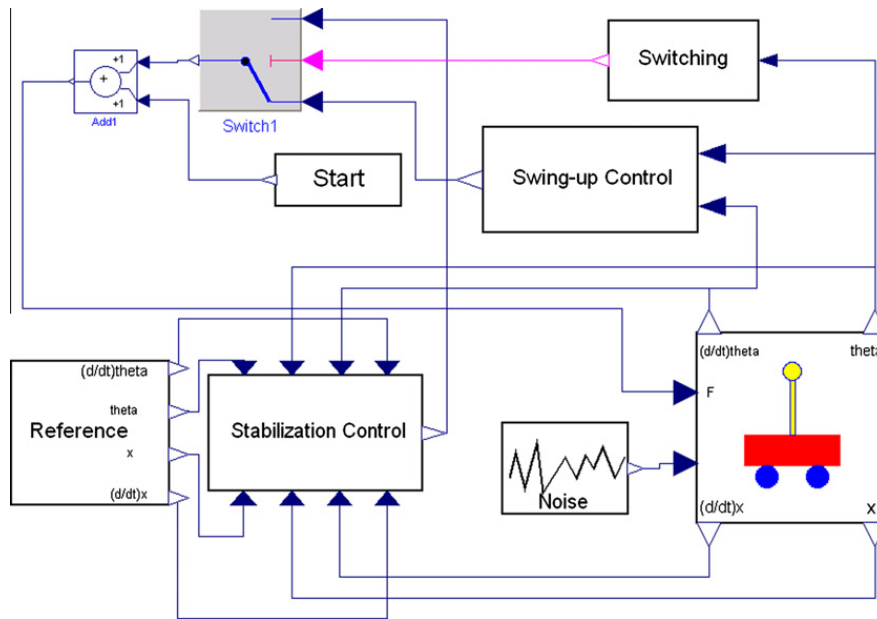 +1
+
+1
Add1
Switch1
Switching
Start
Swing-up Control
(d/dt)theta
theta
Reference
x
(d/dt)x
Stabilization Control
Noise
(d/dt)theta
theta
F
(d/dt)x
x